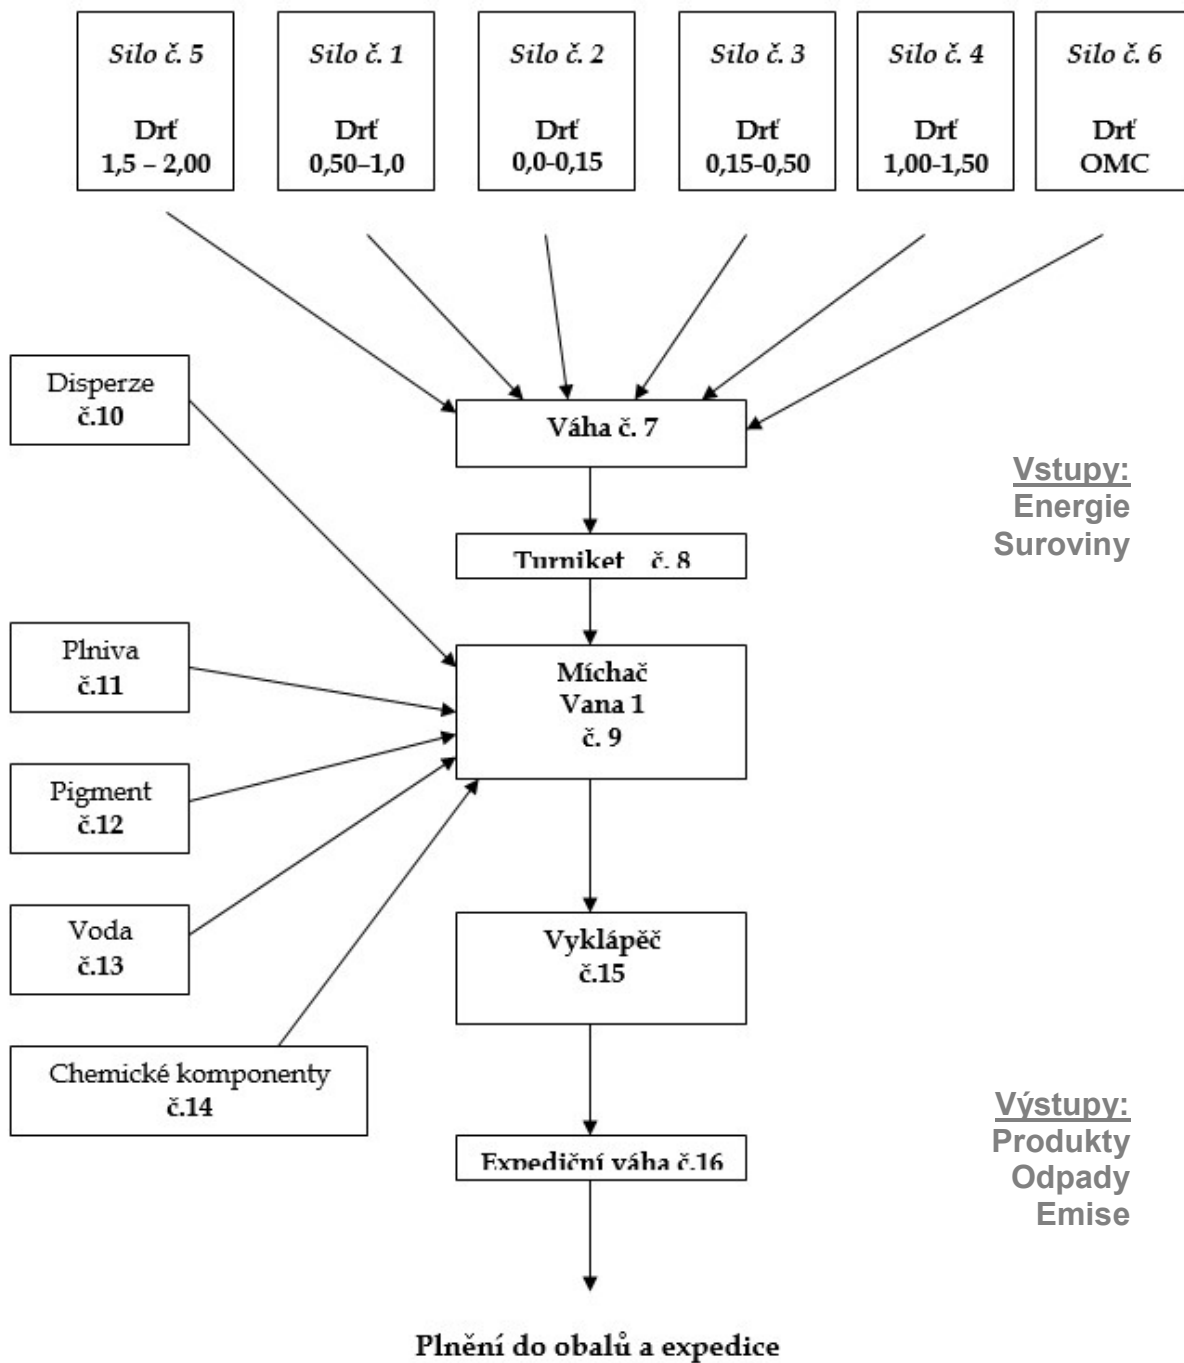 Silo č. 5
Drť
1,5 – 2,00
Silo č. 1
Drť
0,50–1,0
Silo č. 2
Drť
0,0-0,15
Silo č. 3
Drť
0,15-0,50
Silo č. 4
Drť
1,00-1,50
Silo č. 6
Drť
OMC
Disperze
č.10
Váha č. 7
Vstupy:
Energie
Suroviny
Turniket č. 8
Plniva
č.11
Míchač
Vana 1
č. 9
Pigment
č.12
Voda
č.13
Vyklápěč
č.15
Chemické komponenty
č.14
Výstupy:
Produkty
Odpady
Emise
Expediční váha č.16
Plnění do obalů a expedice